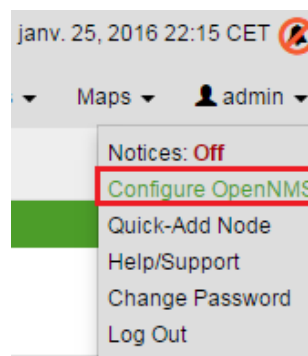 janv. 25, 2016 22:15 CET
Maps admin
Notices: Off
Configure OpenNMS
Quick-Add Node
Help/Support
Change Password
Log Out